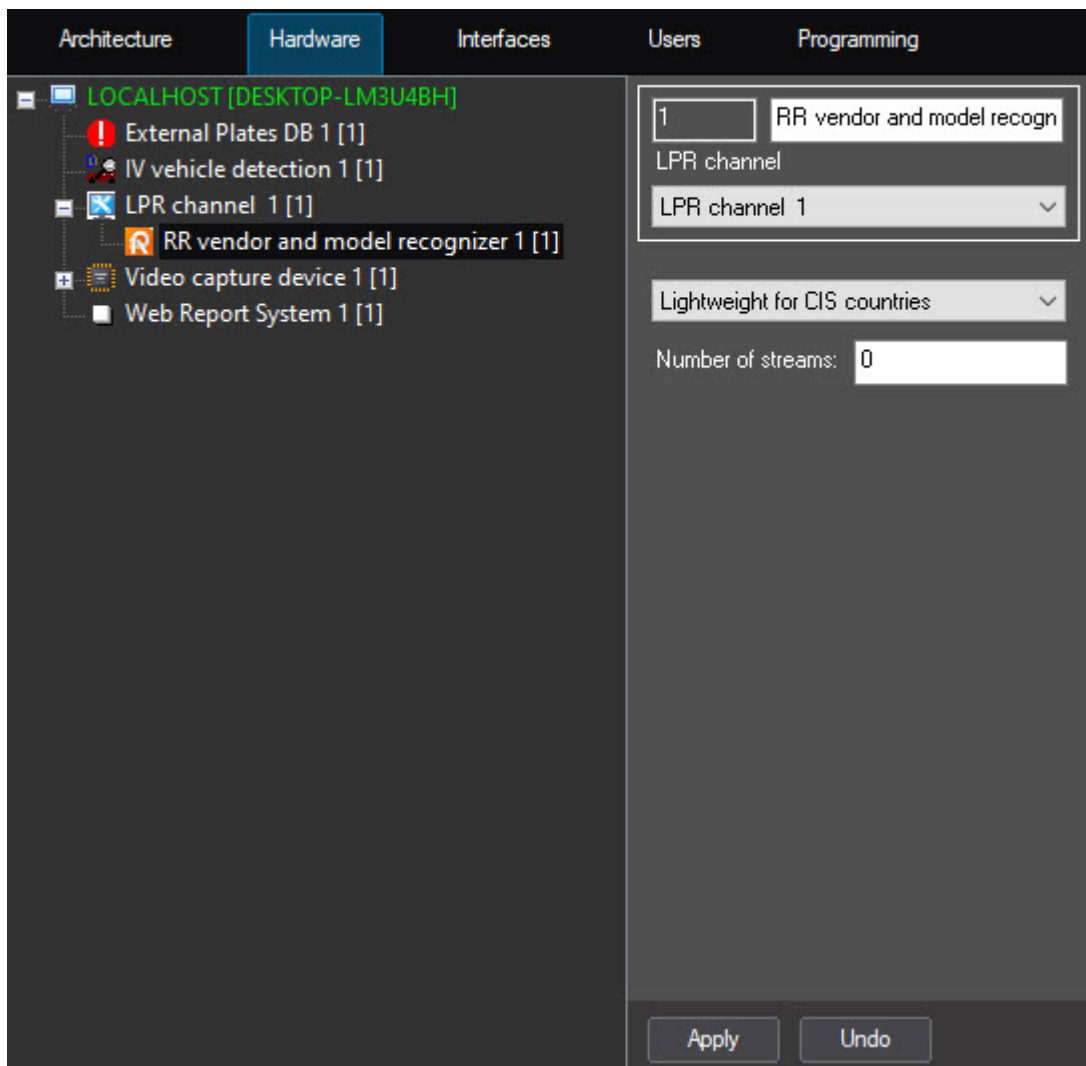 Architecture Hardware Interfaces Users Programming
LOCALHOST [DESKTOP-LM3U4BH]
External Plates DB 1 [1]
IV vehicle detection 1 [1]
LPR channel 1 [1]
RR vendor and model recognizer 1 [1]
Video capture device 1 [1]
Web Report System 1 [1]
1 RR vendor and model recogn
LPR channel
LPR channel 1
Lightweight for CIS countries
Number of streams: 0
Apply Undo